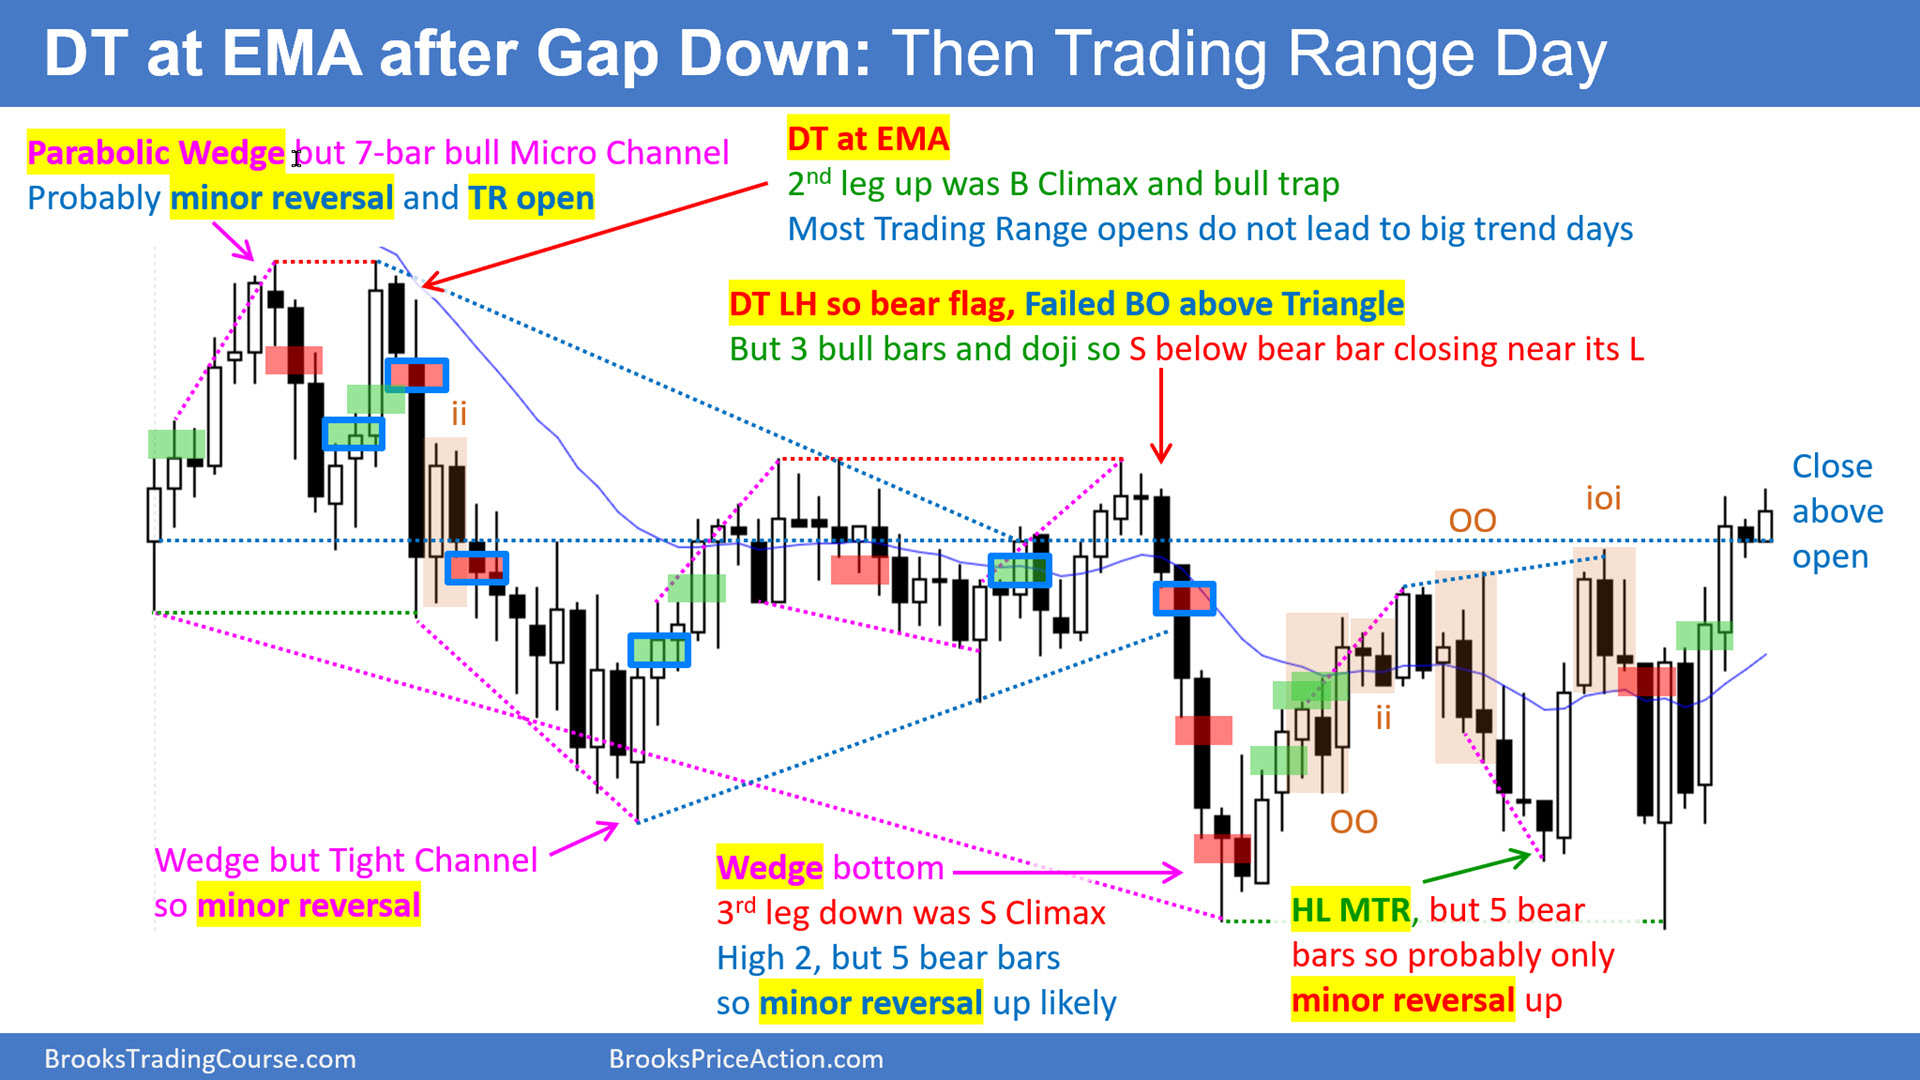 DT at EMA after Gap Down: Then Trading Range Day
Parabolic Wedge but 7-bar bull Micro Channel
Probably minor reversal and TR open
DT at EMA
2nd leg up was B Climax and bull trap
Most Trading Range opens do not lead to big trend days
DT LH so bear flag, Failed BO above Triangle
But 3 bull bars and doji so S below bear bar closing near its L
ii
Close
above
open
OO
ioi
ii
OO
Wedge but Tight Channel
so minor reversal
Wedge bottom
3rd leg down was S Climax
High 2, but 5 bear bars
so minor reversal up likely
HL MTR, but 5 bear
bars so probably only
minor reversal up
BrooksTradingCourse.com
BrooksPriceAction.com